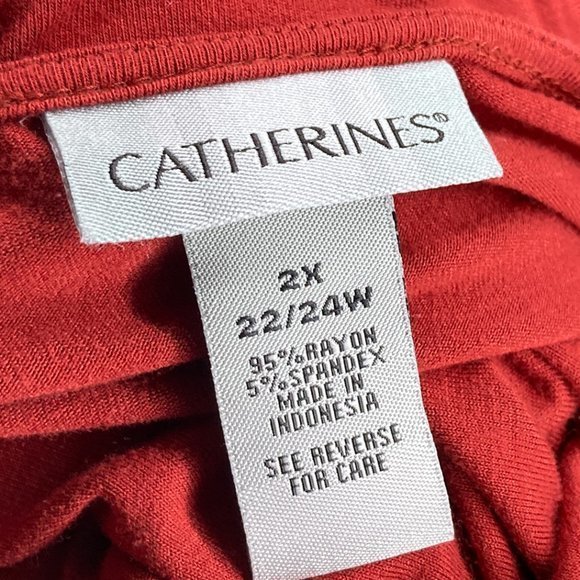 CATHERINES®
2X
22/24W
95%RAYON
5%SPANDEX
MADE IN
INDONESIA
SEE REVERSE
FOR CARE